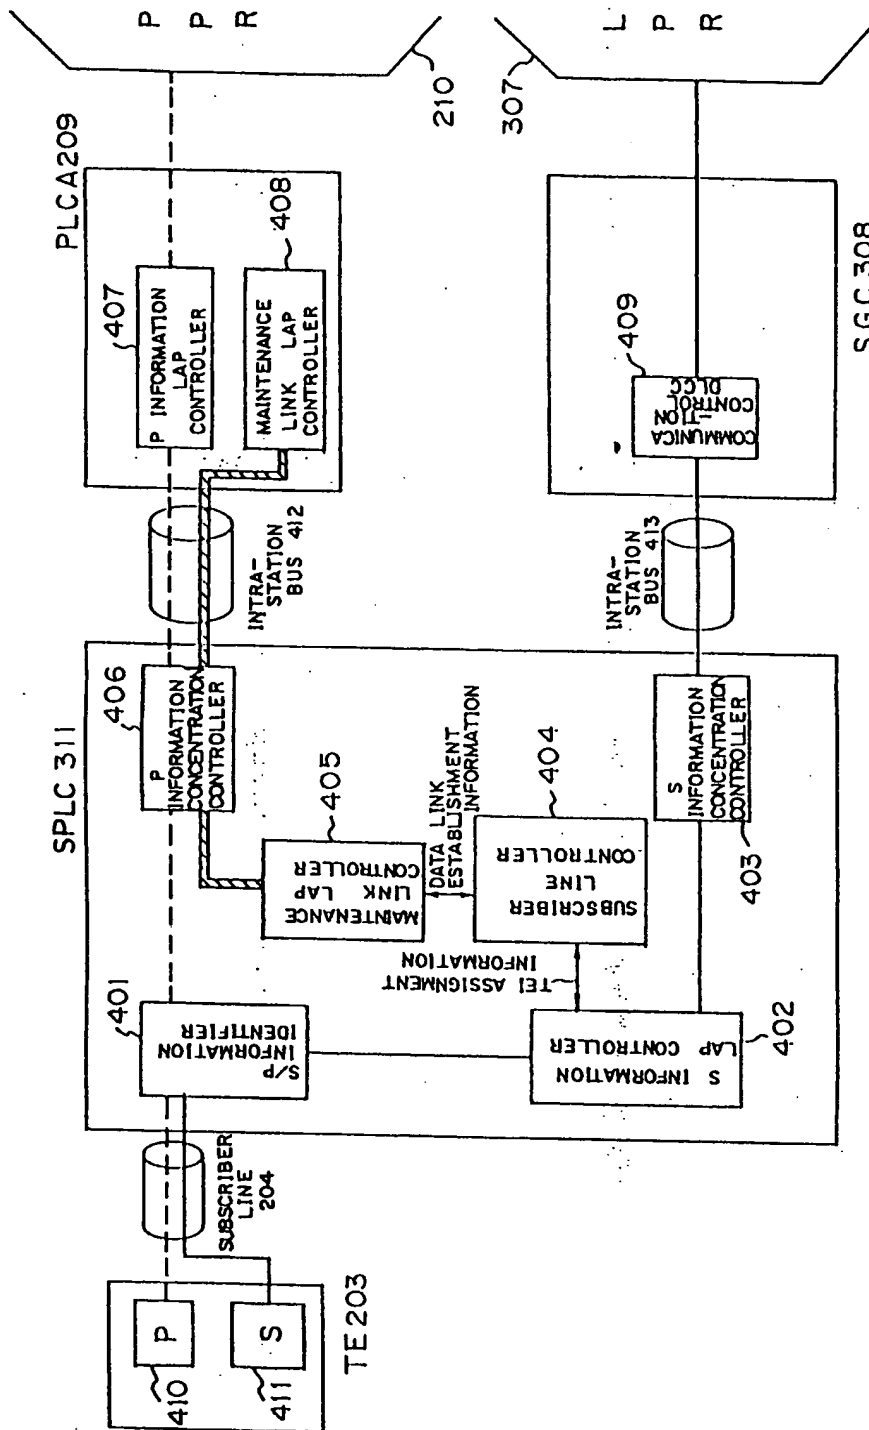 P P R
210
PLCA209
407
P INFORMATION
LAP
CONTROLLER
408
MAINTENANCE
LINK LAP
CONTROLLER
L P R
307
SGC308
409
COMMUNICA
-TION
CONTROL
DLCC
INTRA-
STATION
BUS 412
INTRA-
STATION
BUS 413
SPLC 311
406
P
INFORMATION
CONCENTRATION
CONTROLLER
405
MAINTENANCE
LINK LAP
CONTROLLER
DATA LINK
ESTABLISHMENT
INFORMATION
404
SUBSCRIBER
LINE
CONTROLLER
S
INFORMATION
CONCENTRATION
CONTROLLER
403
TEI ASSIGNMENT
INFORMATION
401
S/P
INFORMATION
IDENTIFIER
S INFORMATION
LAP CONTROLLER
402
SUBSCRIBER
LINE
204
P
410
S
411
TE203